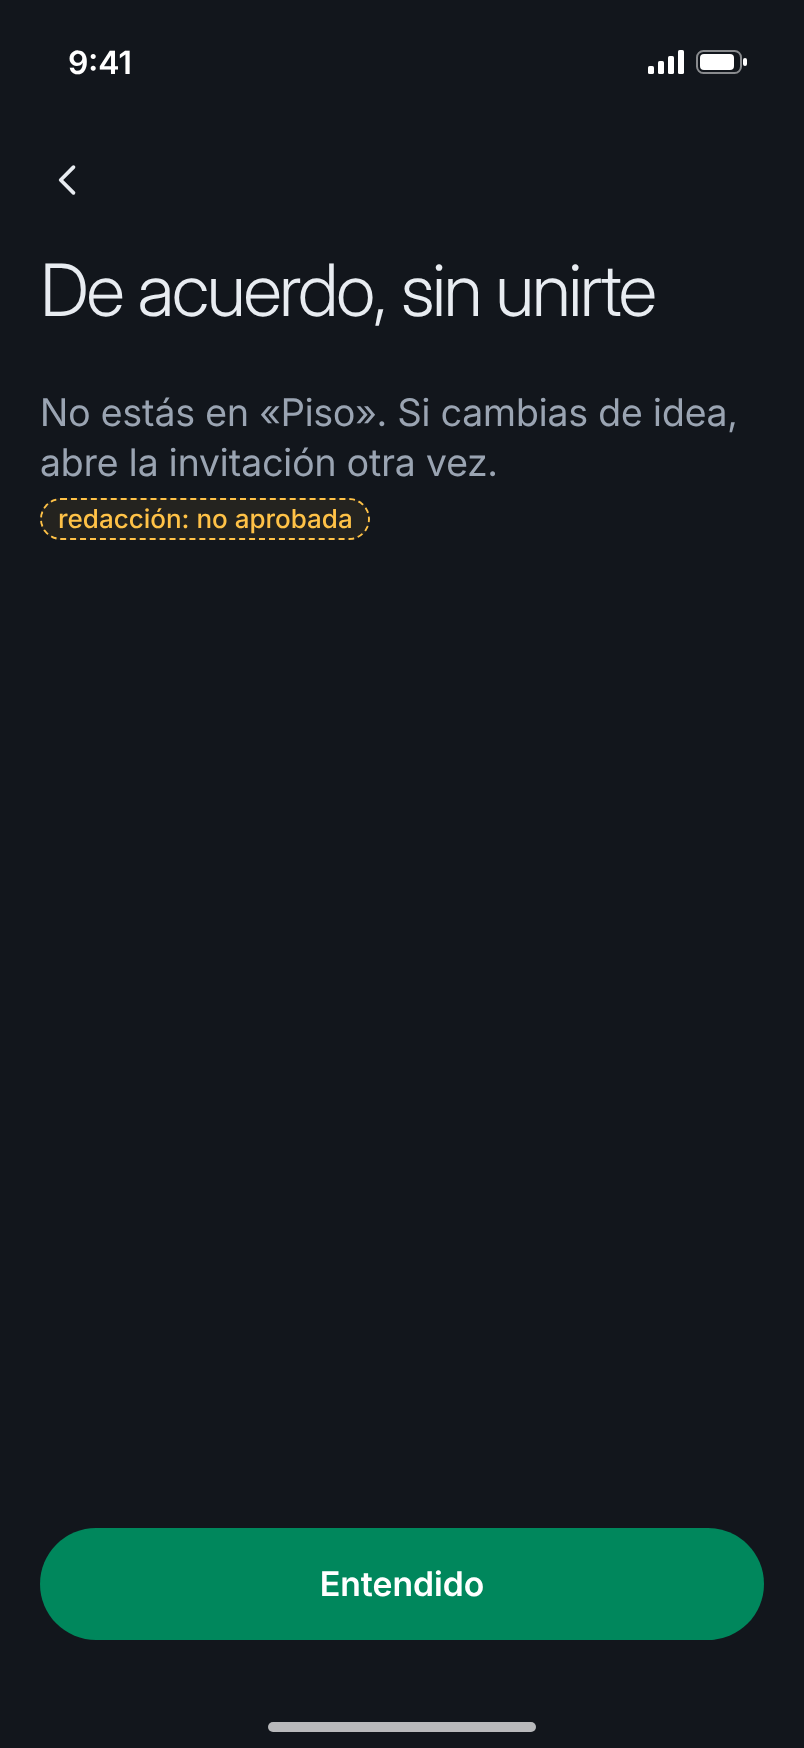 9:41
De acuerdo, sin unirte
No estás en «Piso». Si cambias de idea,
abre la invitación otra vez.
redacción: no aprobada
Entendido